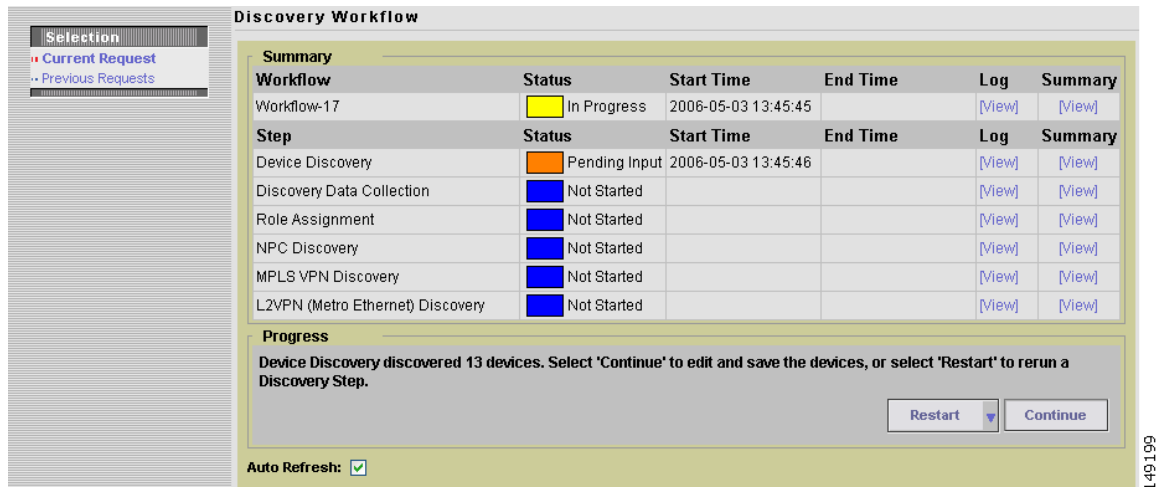 Discovery Workflow
Selection
Current Request
Previous Requests
Summary
Workflow Status Start Time End Time Log Summary
Workflow-17 In Progress 2006-05-03 13:45:45 [View] [View]
Step Status Start Time End Time Log Summary
Device Discovery Pending Input 2006-05-03 13:45:46 [View] [View]
Discovery Data Collection Not Started [View] [View]
Role Assignment Not Started [View] [View]
NPC Discovery Not Started [View] [View]
MPLS VPN Discovery Not Started [View] [View]
L2VPN (Metro Ethernet) Discovery Not Started [View] [View]
Progress
Device Discovery discovered 13 devices. Select 'Continue' to edit and save the devices, or select 'Restart' to rerun a
Discovery Step.
Restart Continue
Auto Refresh:
149199